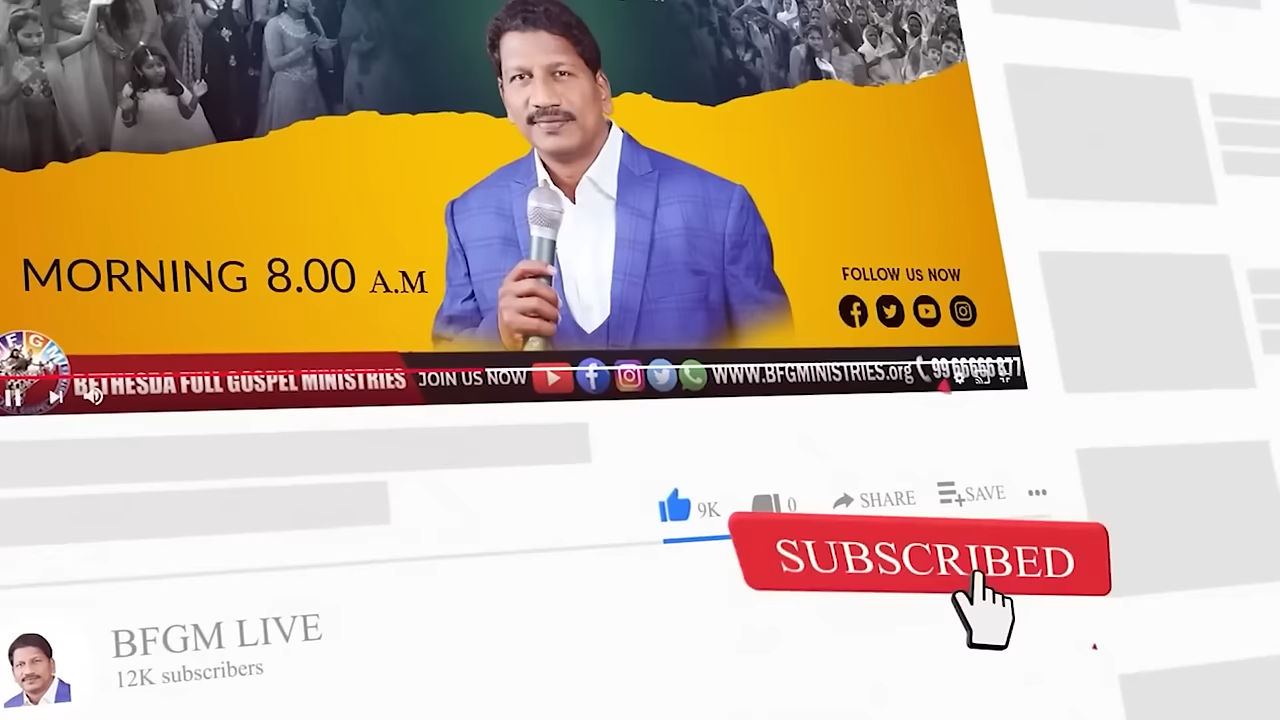 MORNING 8.00 A.M
FOLLOW US NOW
BETHESDA FULL GOSPEL MINISTRIES JOIN US NOW WWW.BFGMINISTRIES.org
9K 0 SHARE SAVE
SUBSCRIBED
BFGM LIVE
12K subscribers